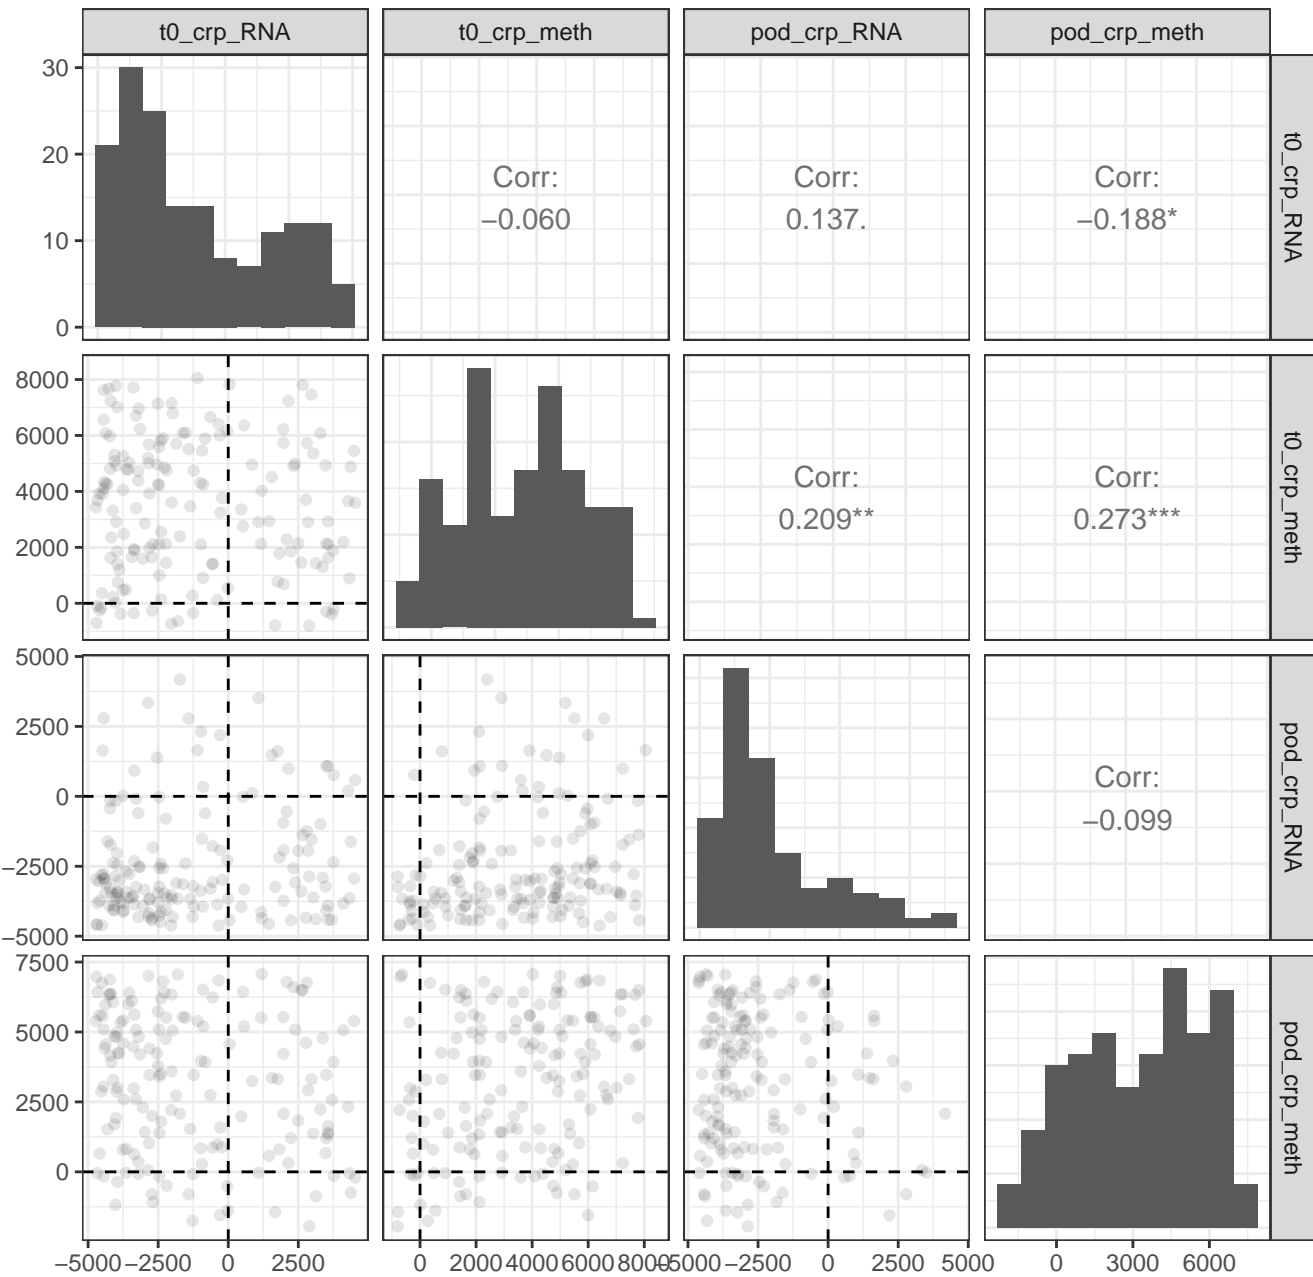 t0_crp_RNA t0_crp_meth pod_crp_RNA pod_crp_meth
30
20
10
0
Corr:
−0.060
Corr:
0.137.
Corr:
−0.188*
t0_crp_RNA
8000
6000
4000
2000
0
Corr:
0.209**
Corr:
0.273***
t0_crp_meth
5000
2500
0
−2500
−5000
Corr:
−0.099
pod_crp_RNA
7500
5000
2500
0
pod_crp_meth
−5000 −2500 0 2500 0 2000 4000 6000 8000 −5000 −2500 0 2500 5000 0 3000 6000